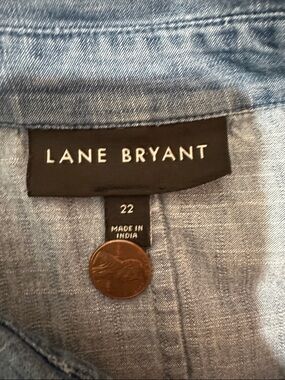 LANE BRYANT
22
MADE IN
INDIA